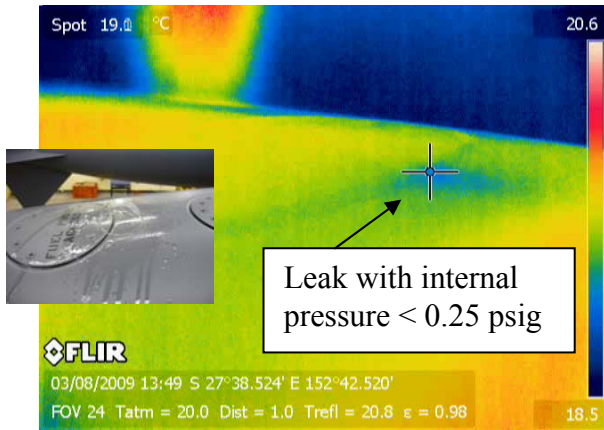 Spot 19.0 °C
20.6
Leak with internal
pressure < 0.25 psig
FLIR
03/08/2009 13:49 S 27°38.524' E 152°42.520'
FOV 24 Tatm = 20.0 Dist = 1.0 Trefl = 20.8 ε = 0.98
18.5